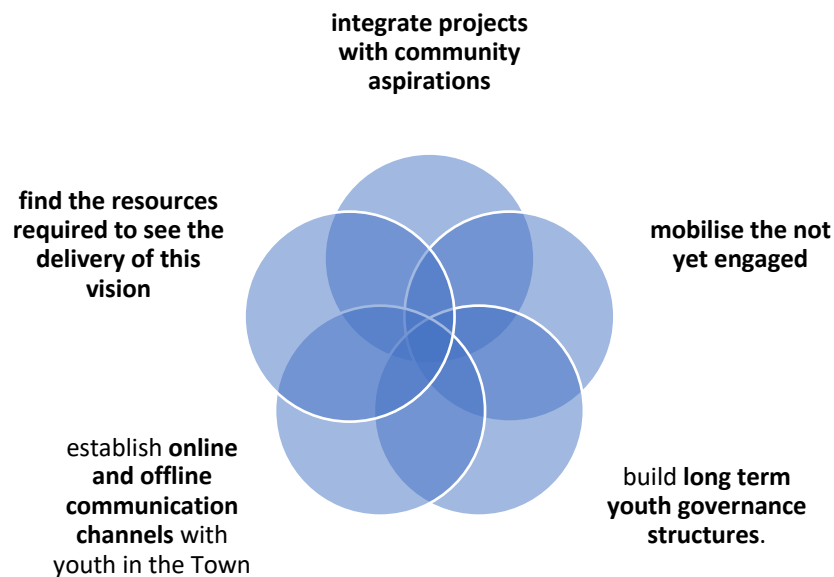 integrate projects
with community
aspirations
find the resources
required to see the
delivery of this
vision
mobilise the not
yet engaged
establish online
and offline
communication
channels with
youth in the Town
build long term
youth governance
structures.